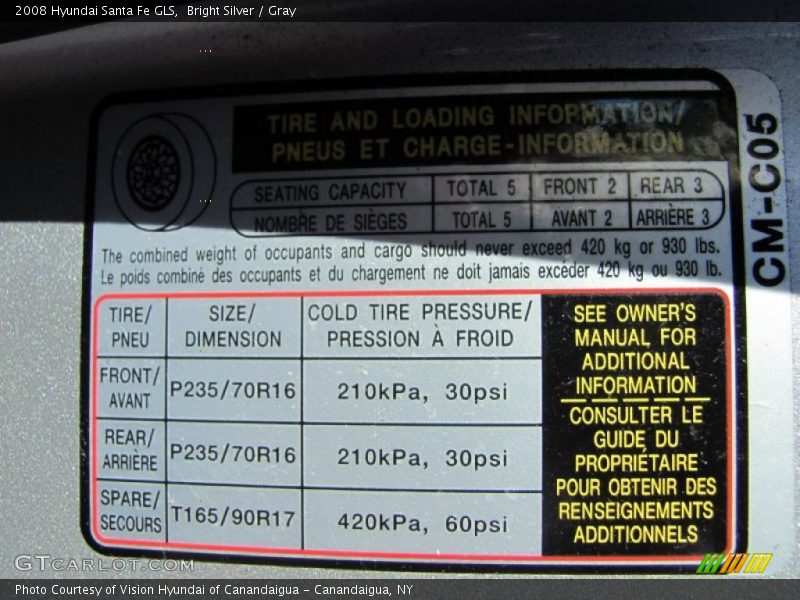 2008 Hyundai Santa Fe GLS,  Bright Silver / Gray
TIRE AND LOADING INFORMATION/
PNEUS ET CHARGE-INFORMATION
SEATING CAPACITY TOTAL 5 FRONT 2 REAR 3
NOMBRE DE SIÈGES TOTAL 5 AVANT 2 ARRIÈRE 3
CM-C05
The combined weight of occupants and cargo should never exceed 420 kg or 930 lbs.
Le poids combiné des occupants et du chargement ne doit jamais excéder 420 kg ou 930 lb.
TIRE/
PNEU
SIZE/
DIMENSION
COLD TIRE PRESSURE/
PRESSION À FROID
FRONT/
AVANT
P235/70R16
210kPa, 30psi
REAR/
ARRIÈRE
P235/70R16
210kPa, 30psi
SPARE/
SECOURS
T165/90R17
420kPa, 60psi
SEE OWNER'S
MANUAL FOR
ADDITIONAL
INFORMATION
CONSULTER LE
GUIDE DU
PROPRIÉTAIRE
POUR OBTENIR DES
RENSEIGNEMENTS
ADDITIONNELS
GTCARLOT.COM
Photo Courtesy of Vision Hyundai of Canandaigua - Canandaigua, NY